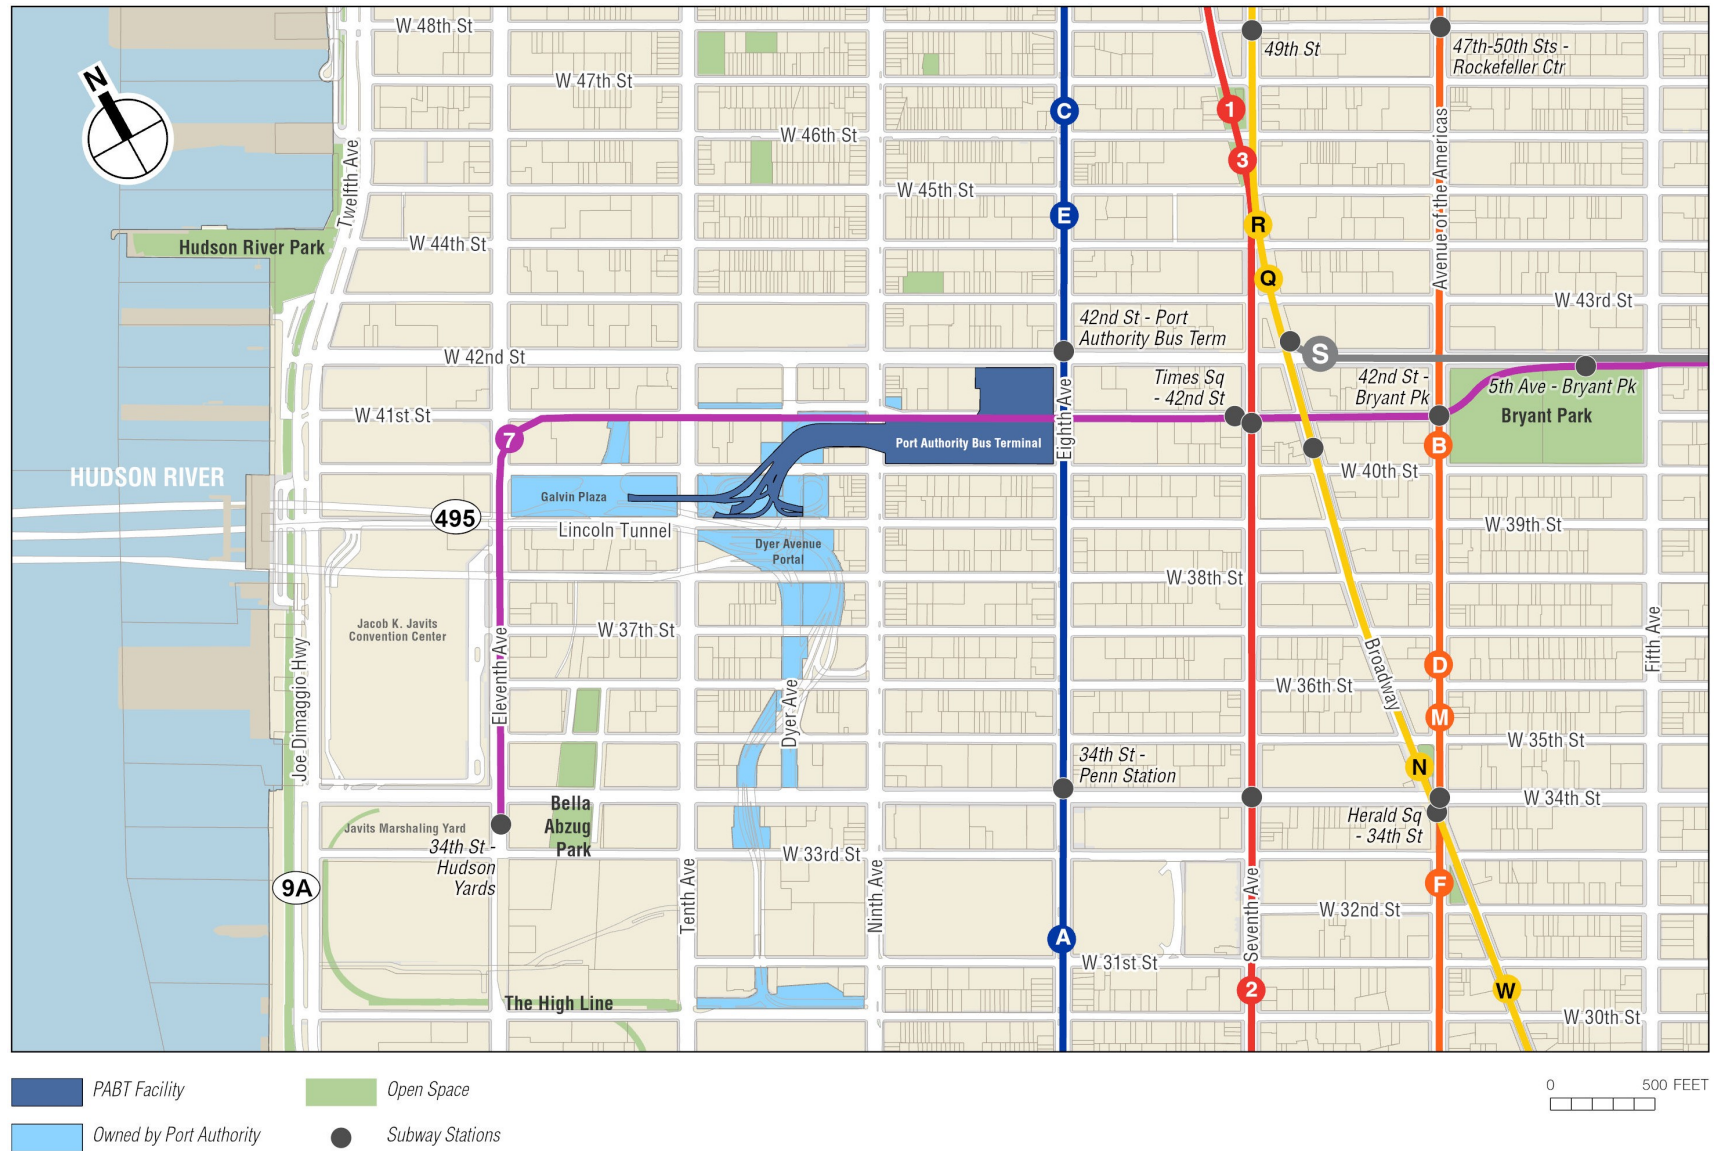 W 48th St
49th St
47th-50th Sts -
Rockefeller Ctr
N
W 47th St
C
1
W 46th St
Avenue of the Americas
Twelfth Ave
3
W 45th St
E
R
Hudson River Park
W 44th St
Q
W 43rd St
42nd St - Port
Authority Bus Term
W 42nd St
S
Times Sq
- 42nd St
42nd St -
Bryant Pk
5th Ave - Bryant Pk
Bryant Park
W 41st St
Eighth Ave
7
Port Authority Bus Terminal
B
HUDSON RIVER
W 40th St
Galvin Plaza
495
Lincoln Tunnel
W 39th St
Dyer Avenue
Portal
W 38th St
Jacob K. Javits
Convention Center
W 37th St
Fifth Ave
Eleventh Ave
Joe Dimaggio Hwy
Broadway
D
W 36th St
Dyer Ave
M
W 35th St
34th St -
Penn Station
N
Bella
Abzug
Park
W 34th St
Javits Marshaling Yard
Herald Sq
- 34th St
34th St -
Hudson
Yards
W 33rd St
9A
Tenth Ave
Ninth Ave
Seventh Ave
F
W 32nd St
A
W 31st St
2
W
The High Line
W 30th St
PABT Facility
Open Space
0 500 FEET
Owned by Port Authority
Subway Stations